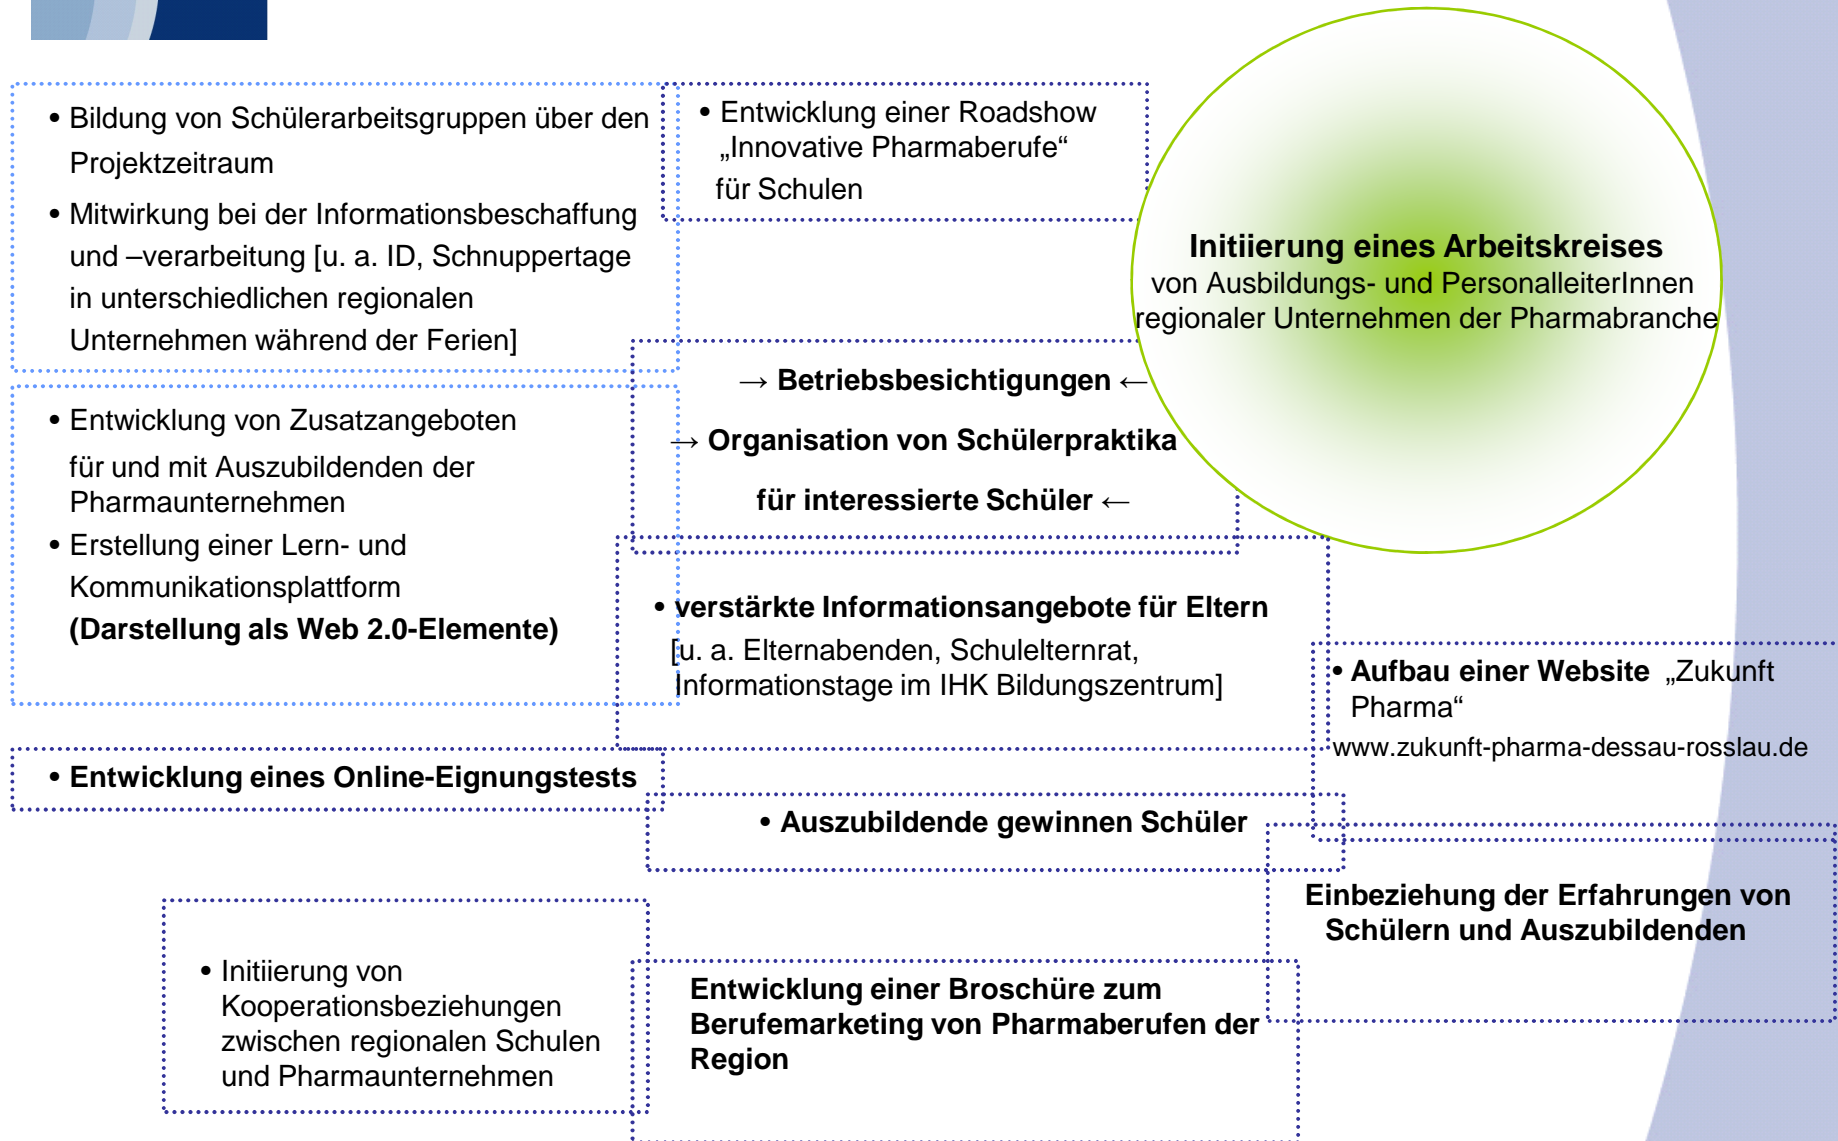 • Bildung von Schülerarbeitsgruppen über den
Projektzeitraum
• Mitwirkung bei der Informationsbeschaffung
und –verarbeitung [u. a. ID, Schnuppertage
in unterschiedlichen regionalen
Unternehmen während der Ferien]
• Entwicklung einer Roadshow
„Innovative Pharmaberufe“
für Schulen
Initiierung eines Arbeitskreises
von Ausbildungs- und PersonalleiterInnen
regionaler Unternehmen der Pharmabranche
→ Betriebsbesichtigungen ←
→ Organisation von Schülerpraktika
für interessierte Schüler ←
• Entwicklung von Zusatzangeboten
für und mit Auszubildenden der
Pharmaunternehmen
• Erstellung einer Lern- und
Kommunikationsplattform
(Darstellung als Web 2.0-Elemente)
• verstärkte Informationsangebote für Eltern
[u. a. Elternabenden, Schulelternrat,
Informationstage im IHK Bildungszentrum]
• Aufbau einer Website „Zukunft
Pharma“
www.zukunft-pharma-dessau-rosslau.de
• Entwicklung eines Online-Eignungstests
• Auszubildende gewinnen Schüler
Einbeziehung der Erfahrungen von
Schülern und Auszubildenden
• Initiierung von
Kooperationsbeziehungen
zwischen regionalen Schulen
und Pharmaunternehmen
Entwicklung einer Broschüre zum
Berufemarketing von Pharmaberufen der
Region